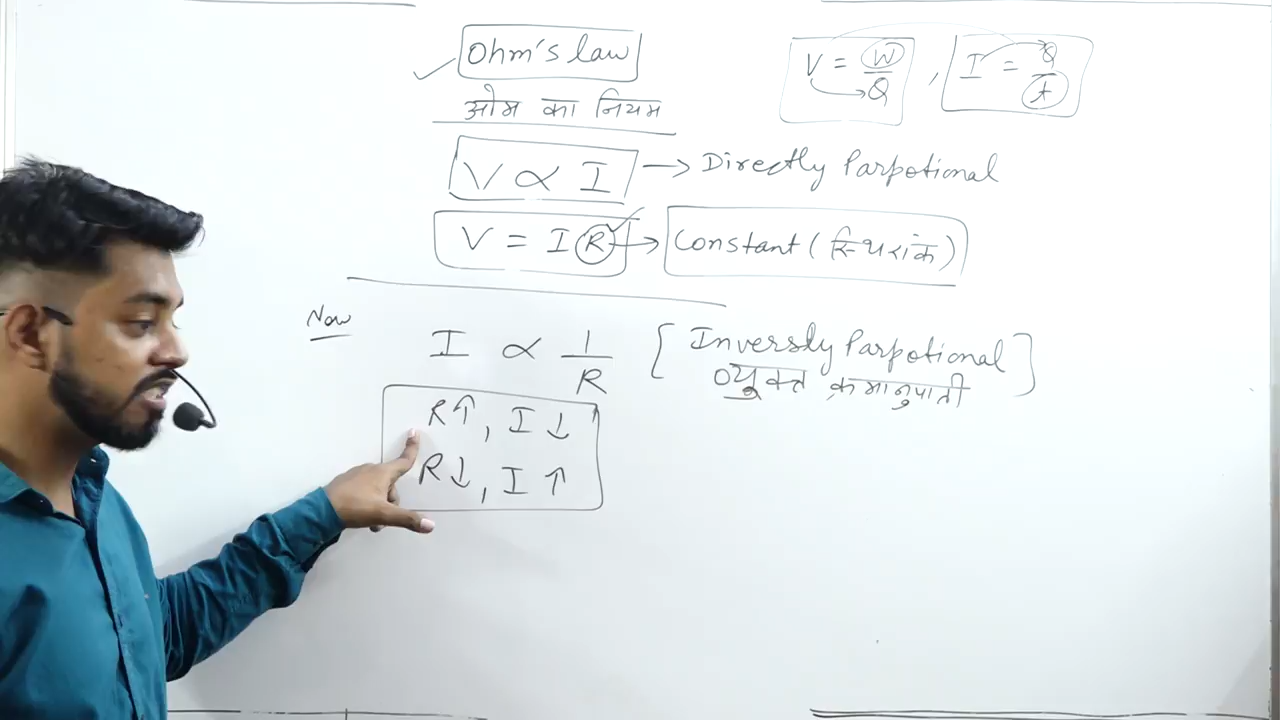 Ohm's law
ओम का नियम
V = W/Q , I = Q/t
V ∝ I → Directly Parpotional
V = IR → Constant (स्थिरांक)
Now
I ∝ 1/R [Inversly Parpotional]
व्युत्क्रमानुपाती
R↑, I↓
R↓, I↑